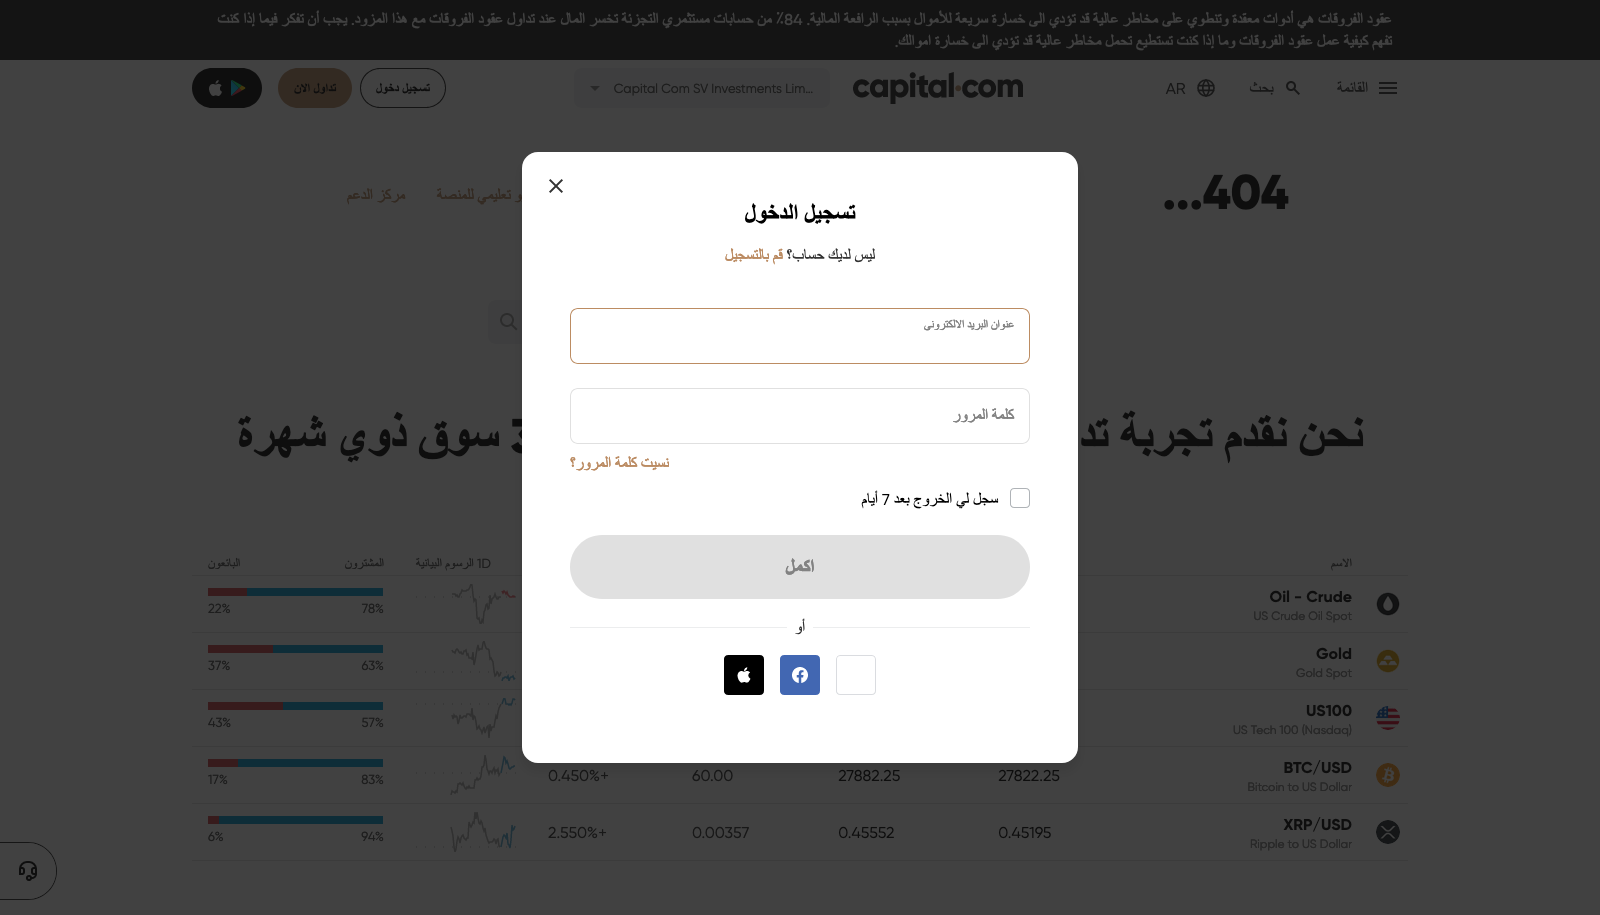 عقود الفروقات هي أدوات معقدة وتنطوي على مخاطر عالية قد تؤدي الى خسارة سريعة للأموال بسبب الرافعة المالية. 84٪ من حسابات مستثمري التجزئة تخسر المال عند تداول عقود الفروقات مع هذا المزود. يجب أن تفكر فيما إذا كنت
تفهم كيفية عمل عقود الفروقات وما إذا كنت تستطيع تحمل مخاطر عالية قد تؤدي الى خسارة اموالك.
القائمة
بحث
AR
capital.com
Capital Com SV Investments Lim...
تسجيل دخول
تداول الان
404...
و تعليمي للمنصة
مركز الدعم
تسجيل الدخول
ليس لديك حساب؟ قم بالتسجيل
عنوان البريد الالكتروني
كلمة المرور
نسيت كلمة المرور؟
سجل لي الخروج بعد 7 أيام
اكمل
أو
نحن نقدم تجربة
سوق ذوي شهرة
الاسم
1D الرسوم البيانية
المشترون
البائعون
Oil - Crude
US Crude Oil Spot
78%
22%
Gold
Gold Spot
63%
37%
US100
US Tech 100 (Nasdaq)
57%
43%
BTC/USD
Bitcoin to US Dollar
27822.25
27882.25
60.00
0.450%+
83%
17%
XRP/USD
Ripple to US Dollar
0.45195
0.45552
0.00357
2.550%+
94%
6%